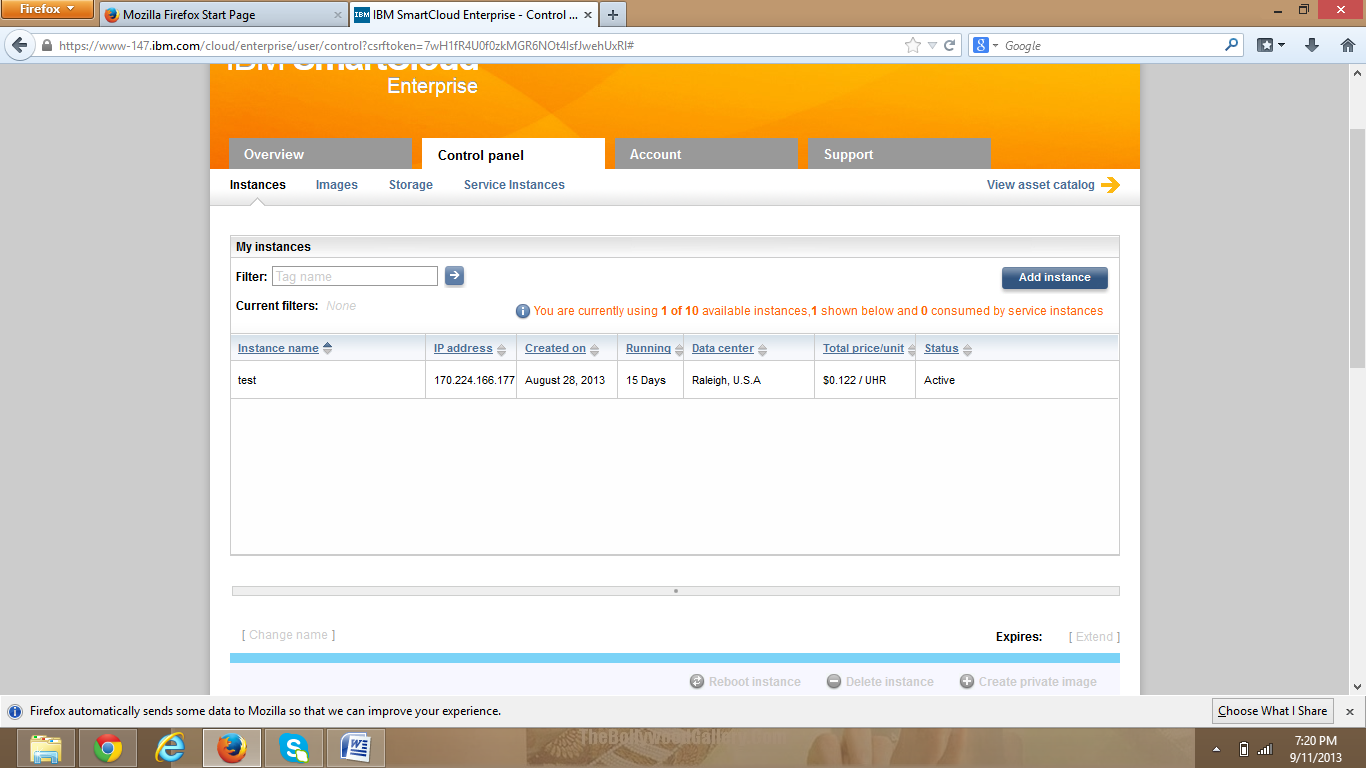 Firefox
Mozilla Firefox Start Page
IBM IBM SmartCloud Enterprise - Control ...
https://www-147.ibm.com/cloud/enterprise/user/control?csrftoken=7wH1fR4U0f0zkMGR6NOt4lsfJwehUxRl#
Google
IBM SmartCloud
Enterprise
Overview
Control panel
Account
Support
Instances
Images
Storage
Service Instances
View asset catalog
My instances
Filter: Tag name
Add instance
Current filters: None
You are currently using 1 of 10 available instances,1 shown below and 0 consumed by service instances
Instance name IP address Created on Running Data center Total price/unit Status
test 170.224.166.177 August 28, 2013 15 Days Raleigh, U.S.A $0.122 / UHR Active
[ Change name ]
Expires: [ Extend ]
Reboot instance Delete instance Create private image
Firefox automatically sends some data to Mozilla so that we can improve your experience.
Choose What I Share
7:20 PM
9/11/2013